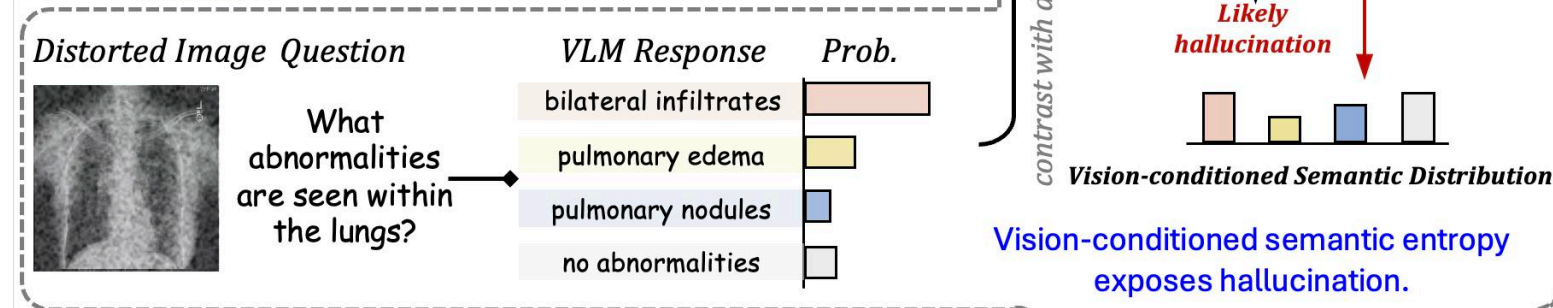 Distorted Image Question
VLM Response
Prob.
What
abnormalities
are seen within
the lungs?
bilateral infiltrates
pulmonary edema
pulmonary nodules
no abnormalities
contrast with a
Likely
hallucination
Vision-conditioned Semantic Distribution
Vision-conditioned semantic entropy
exposes hallucination.